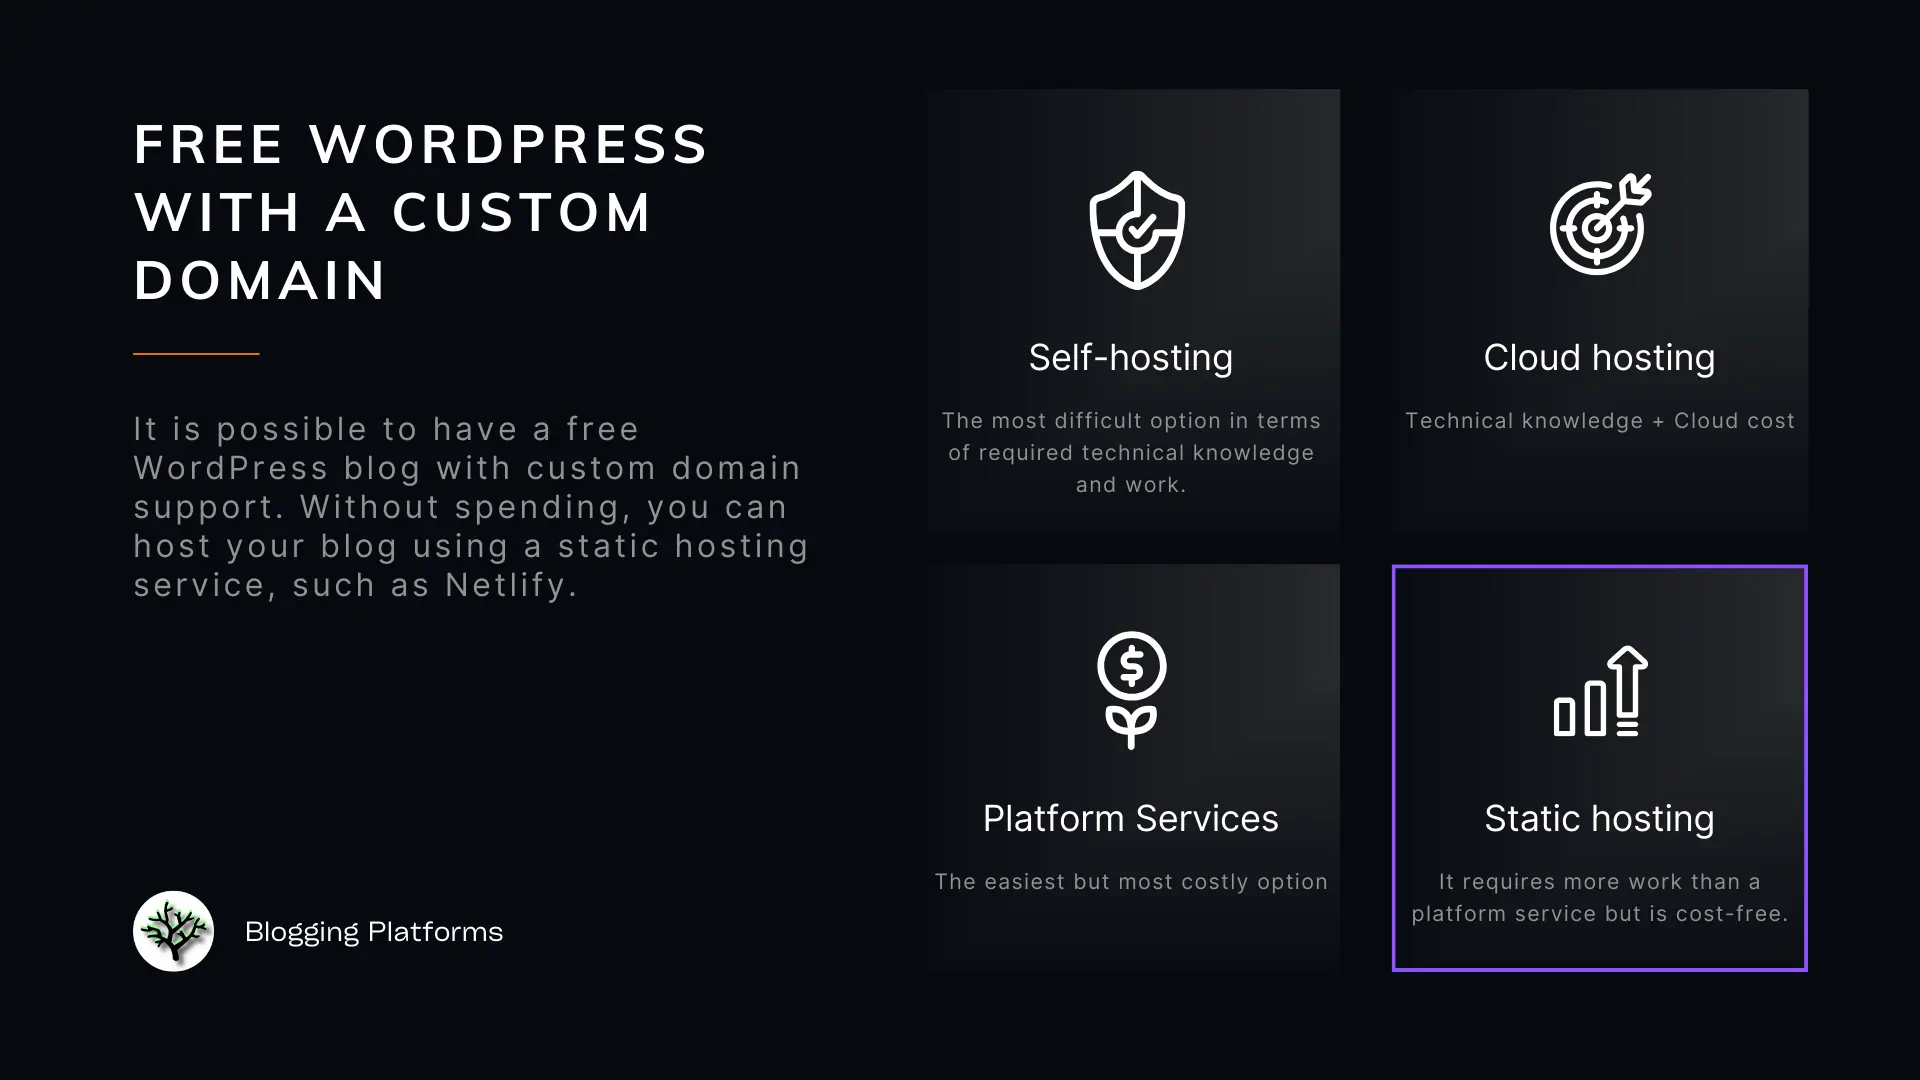 FREE WORDPRESS
WITH A CUSTOM
DOMAIN
It is possible to have a free
WordPress blog with custom domain
support. Without spending, you can
host your blog using a static hosting
service, such as Netlify.
Blogging Platforms
Self-hosting
The most difficult option in terms
of required technical knowledge
and work.
Cloud hosting
Technical knowledge + Cloud cost
$
Platform Services
The easiest but most costly option
Static hosting
It requires more work than a
platform service but is cost-free.